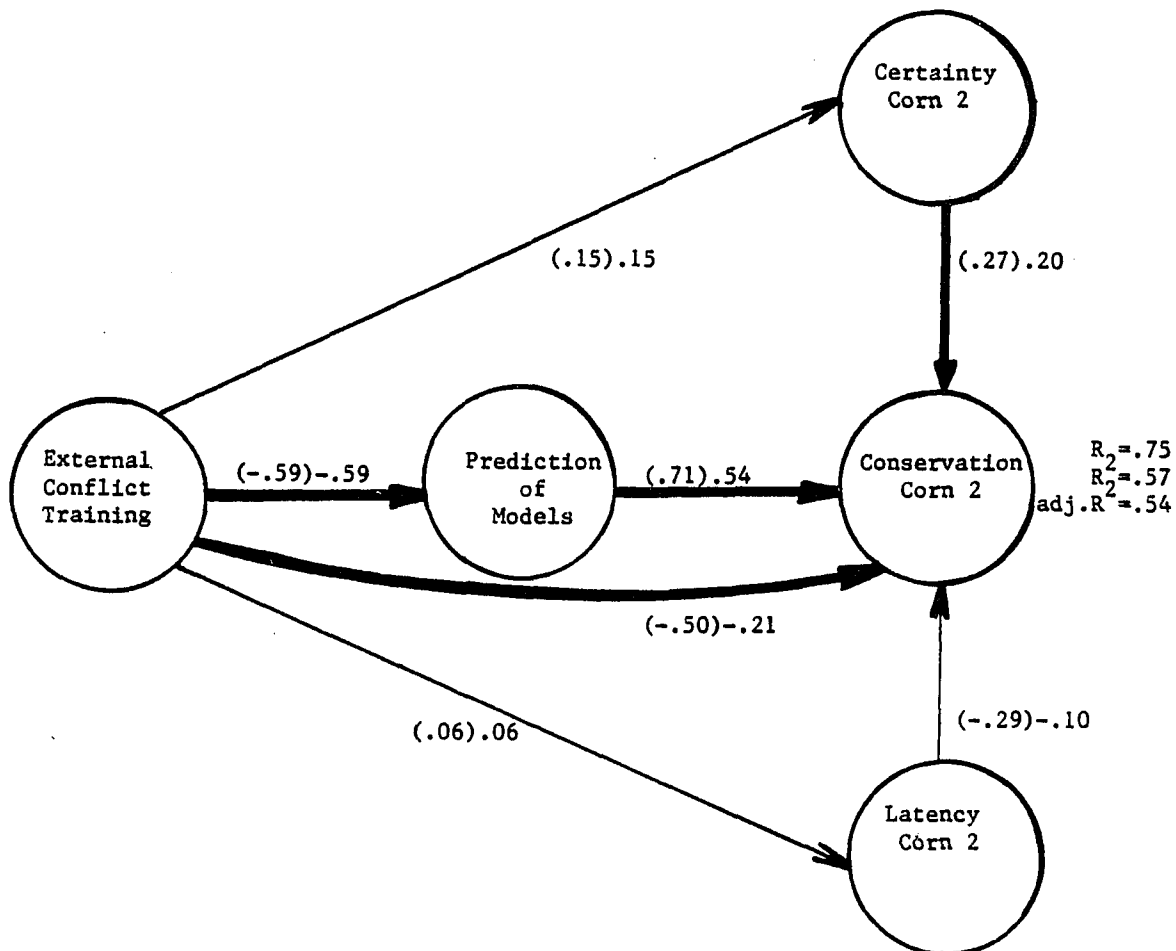 Certainty
Corn 2
(.15).15
(.27).20
External
Conflict
Training
(-.59)-.59
Prediction
of
Models
(.71).54
Conservation
Corn 2
R =.75
R²=.57
adj.R²=.54
(-.50)-.21
(.06).06
(-.29)-.10
Latency
Corn 2